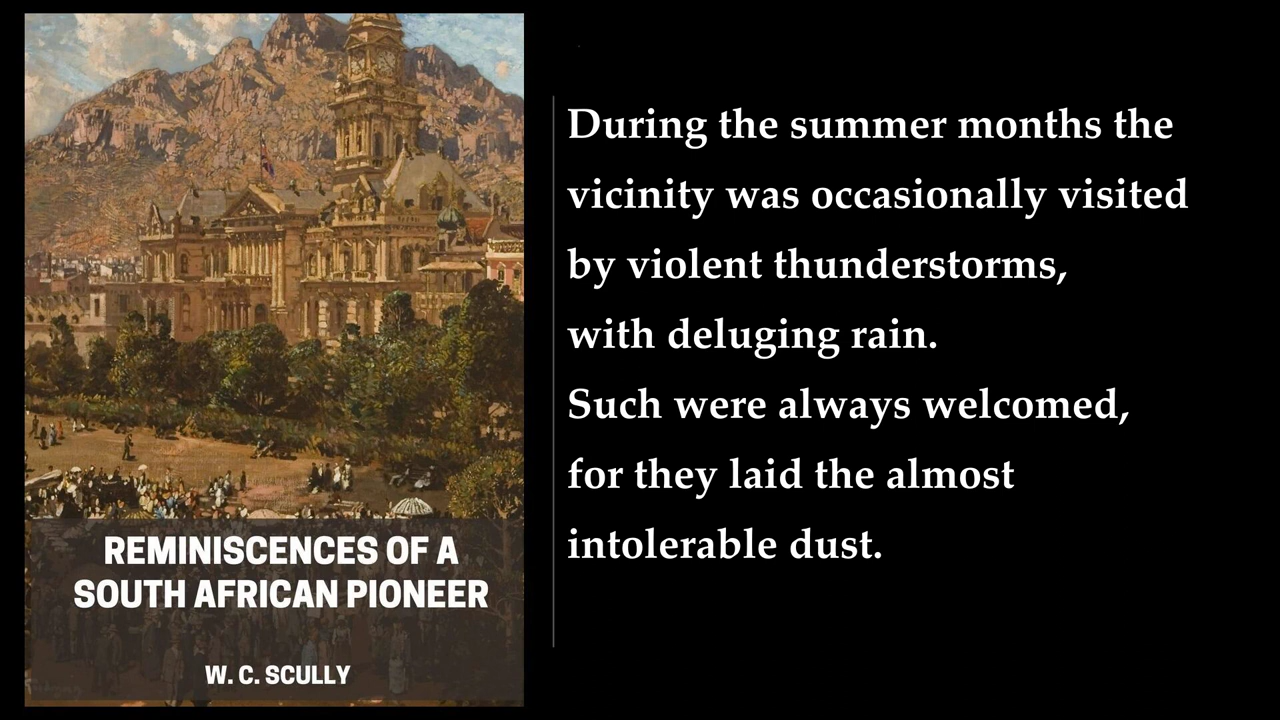 REMINISCENCES OF A
SOUTH AFRICAN PIONEER
W. C. SCULLY
During the summer months the
vicinity was occasionally visited
by violent thunderstorms,
with deluging rain.
Such were always welcomed,
for they laid the almost
intolerable dust.